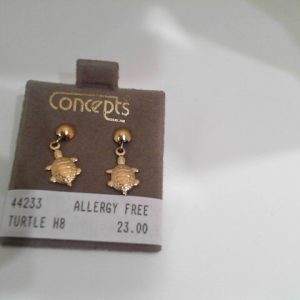 Concepts
44233 ALLERGY FREE
TURTLE H8 23.00